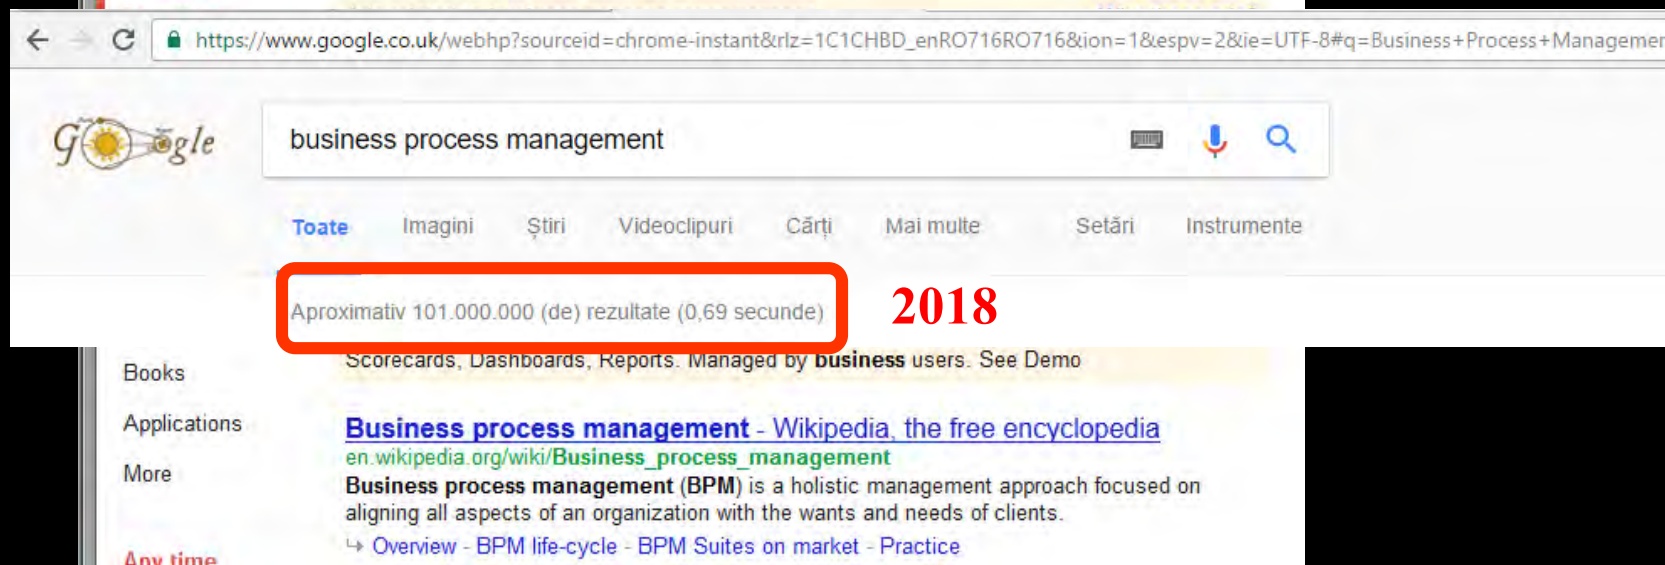 https://www.google.co.uk/webhp?sourceid=chrome-instant&rlz=1C1CHBD_enRO716RO716&ion=1&espv=2&ie=UTF-8#q=Business+Process+Managemen
Google
business process management
Toate Imagini Știri Videoclipuri Cărți Mai multe Setări Instrumente
Aproximativ 101.000.000 (de) rezultate (0,69 secunde)
2018
Scorecards, Dashboards, Reports. Managed by business users. See Demo
Books
Applications
More
Any time
Business process management - Wikipedia, the free encyclopedia
en.wikipedia.org/wiki/Business_process_management
Business process management (BPM) is a holistic management approach focused on
aligning all aspects of an organization with the wants and needs of clients.
↳ Overview - BPM life-cycle - BPM Suites on market - Practice